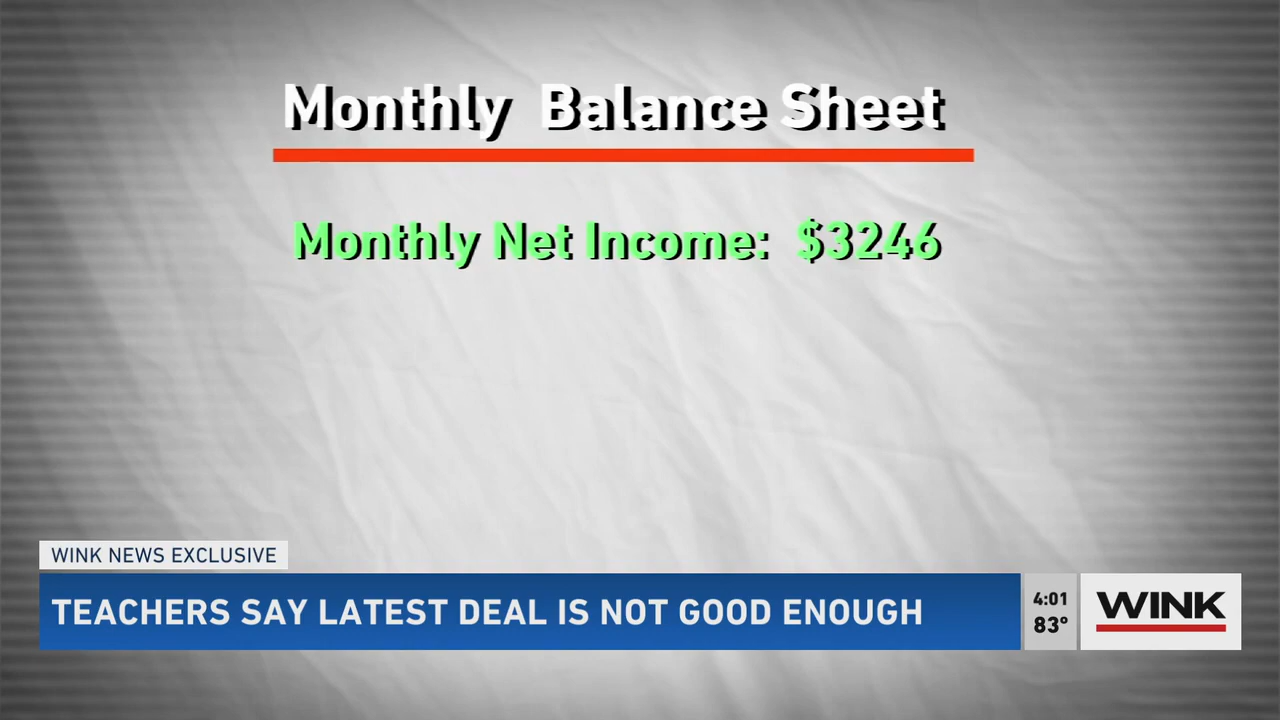 Monthly Balance Sheet
Monthly Net Income: $3246
WINK NEWS EXCLUSIVE
TEACHERS SAY LATEST DEAL IS NOT GOOD ENOUGH
4:01
83°
WINK